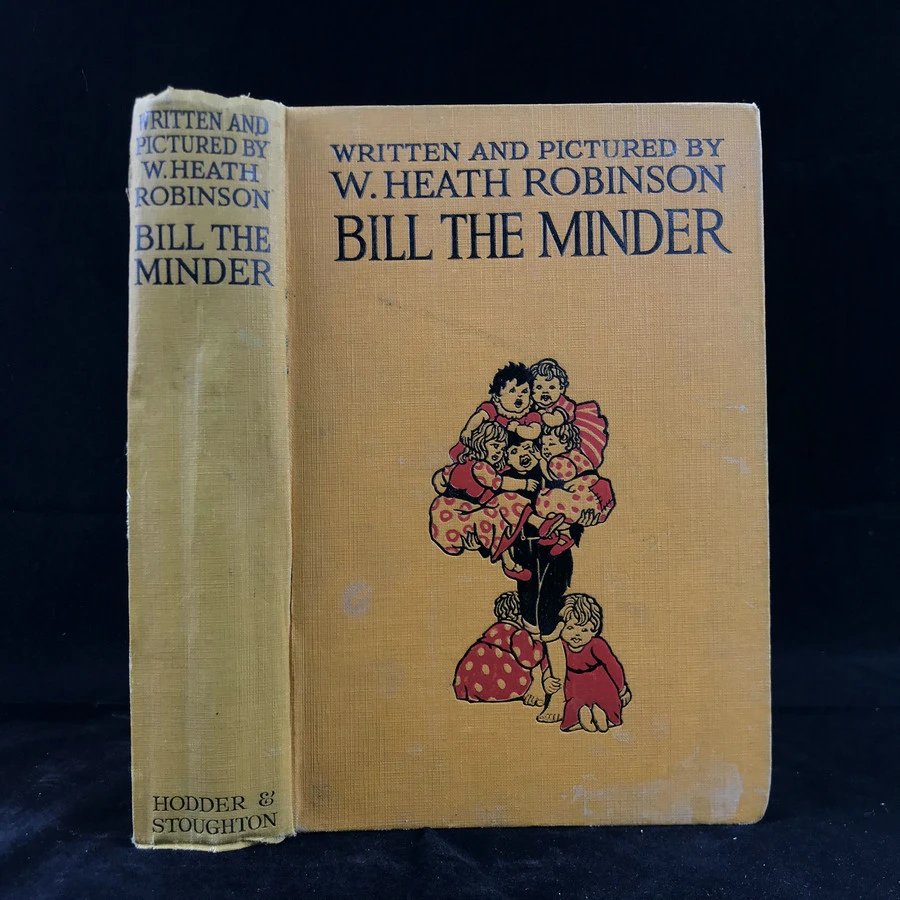 WRITTEN AND
PICTURED BY
W. HEATH
ROBINSON
BILL THE
MINDER
HODDER &
STOUGHTON
WRITTEN AND PICTURED BY
W. HEATH ROBINSON
BILL THE MINDER